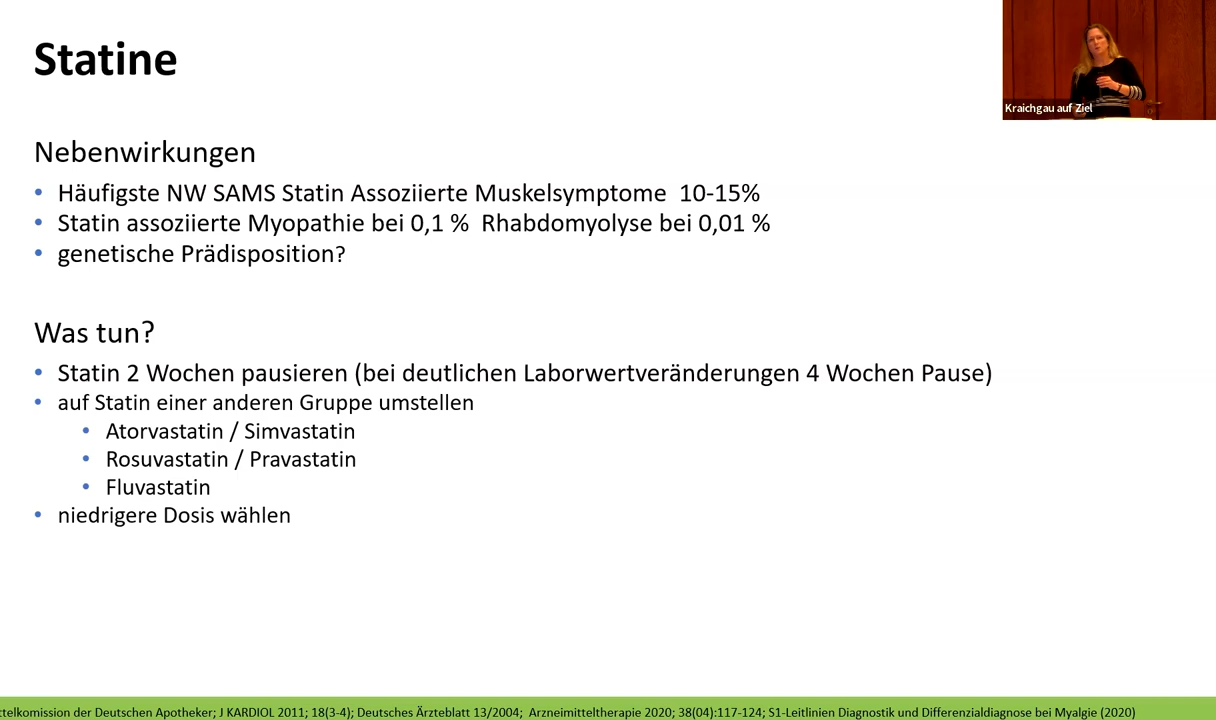 Statine
Kraichgau auf Ziel
Nebenwirkungen
• Häufigste NW SAMS Statin Assoziierte Muskelsymptome 10-15%
• Statin assoziierte Myopathie bei 0,1 % Rhabdomyolyse bei 0,01 %
• genetische Prädisposition?
Was tun?
• Statin 2 Wochen pausieren (bei deutlichen Laborwertveränderungen 4 Wochen Pause)
• auf Statin einer anderen Gruppe umstellen
• Atorvastatin / Simvastatin
• Rosuvastatin / Pravastatin
• Fluvastatin
• niedrigere Dosis wählen
ttelkomission der Deutschen Apotheker; J KARDIOL 2011; 18(3-4); Deutsches Ärzteblatt 13/2004; Arzneimitteltherapie 2020; 38(04):117-124; S1-Leitlinien Diagnostik und Differenzialdiagnose bei Myalgie (2020)